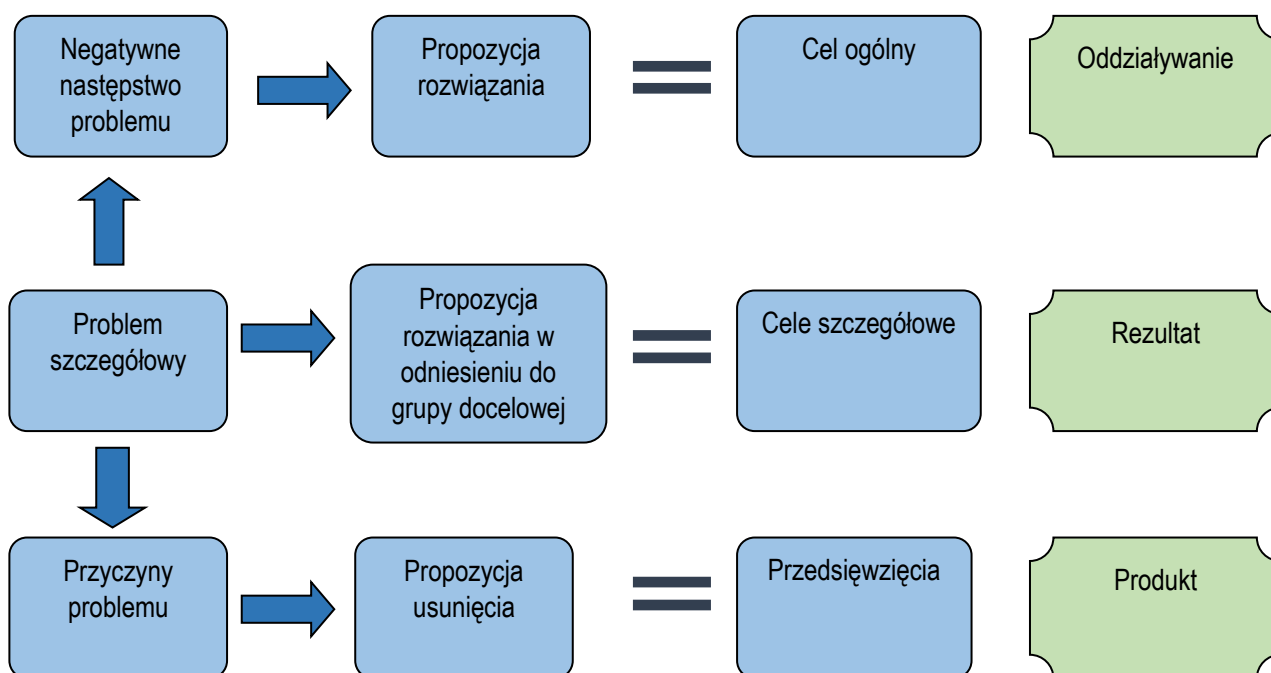 Negatywne
następstwo
problemu
Propozycja
rozwiązania
Cel ogólny
Oddziaływanie
Problem
szczegółowy
Propozycja
rozwiązania w
odniesieniu do
grupy docelowej
Cele szczegółowe
Rezultat
Przyczyny
problemu
Propozycja
usunięcia
Przedsięwzięcia
Produkt